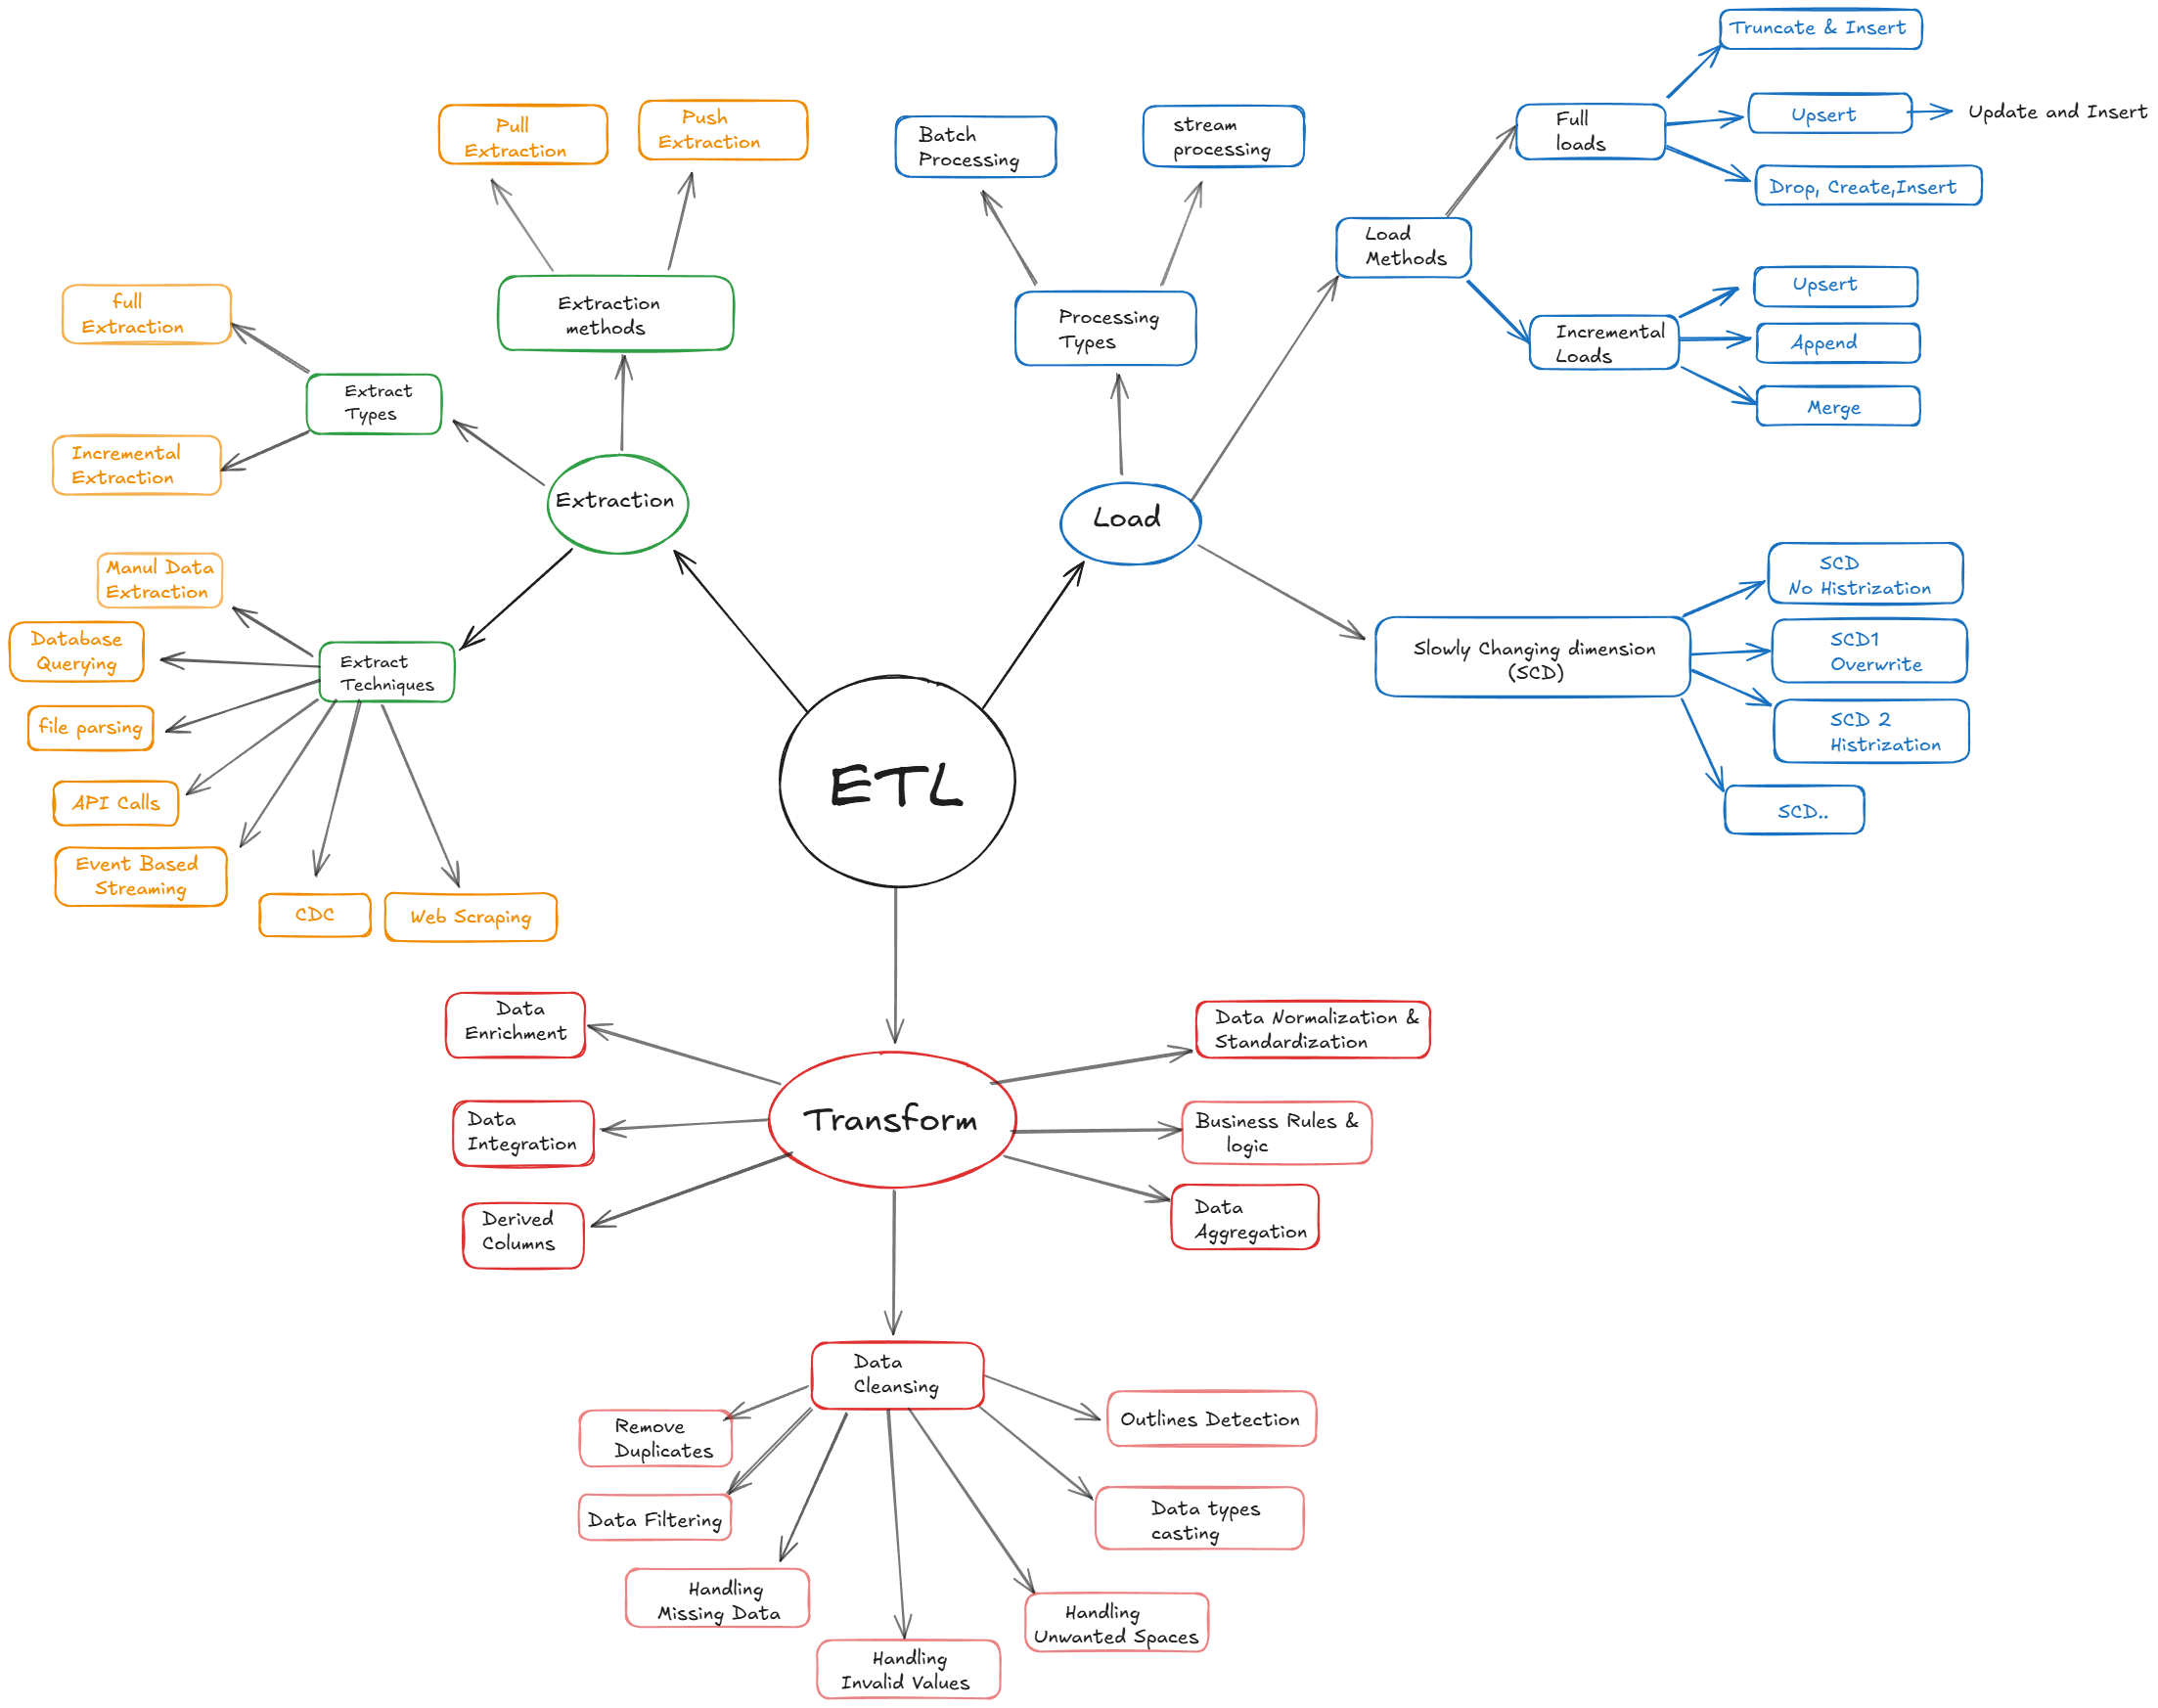 Truncate & Insert
Full
loads
Upsert
Update and Insert
Drop, Create,Insert
Pull
Extraction
Push
Extraction
Batch
Processing
stream
processing
Load
Methods
Upsert
Incremental
Loads
Append
Merge
full
Extraction
Extraction
methods
Processing
Types
Extract
Types
Incremental
Extraction
Extraction
Load
Manul Data
Extraction
Database
Querying
Extract
Techniques
file parsing
API Calls
Event Based
Streaming
CDC
Web Scraping
Slowly Changing dimension
(SCD)
SCD
No Histrization
SCD1
Overwrite
SCD 2
Histrization
SCD..
ETL
Data
Enrichment
Data Normalization &
Standardization
Data
Integration
Transform
Business Rules &
logic
Derived
Columns
Data
Aggregation
Data
Cleansing
Remove
Duplicates
Outlines Detection
Data Filtering
Data types
casting
Handling
Missing Data
Handling
Unwanted Spaces
Handling
Invalid Values